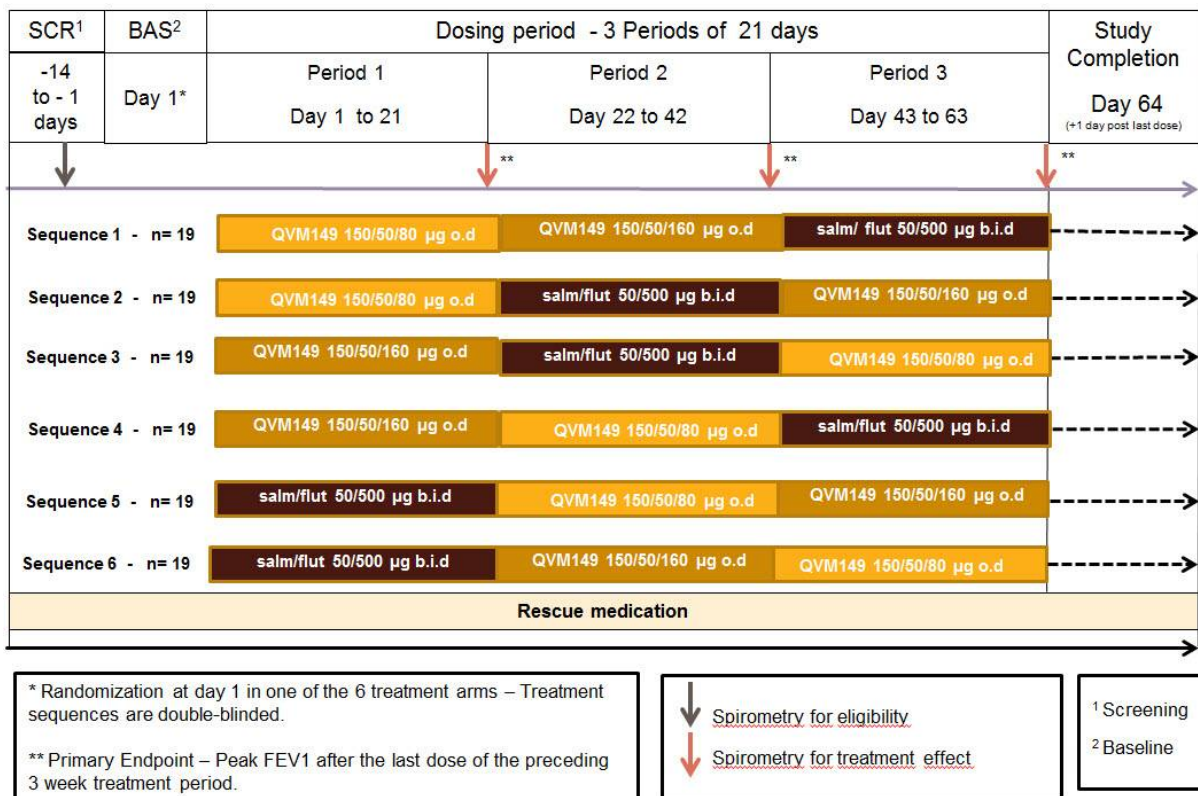 SCR¹ BAS² Dosing period - 3 Periods of 21 days Study Completion
-14 to - 1 days
Day 1*
Period 1
Day 1 to 21
Period 2
Day 22 to 42
Period 3
Day 43 to 63
Day 64
(+1 day post last dose)
** ** **
Sequence 1 - n= 19 QVM149 150/50/80 µg o.d QVM149 150/50/160 µg o.d salm/ flut 50/500 µg b.i.d
Sequence 2 - n= 19 QVM149 150/50/80 µg o.d salm/flut 50/500 µg b.i.d QVM149 150/50/160 µg o.d
Sequence 3 - n= 19 QVM149 150/50/160 µg o.d salm/flut 50/500 µg b.i.d QVM149 150/50/80 µg o.d
Sequence 4 - n= 19 QVM149 150/50/160 µg o.d QVM149 150/50/80 µg o.d salm/flut 50/500 µg b.i.d
Sequence 5 - n= 19 salm/flut 50/500 µg b.i.d QVM149 150/50/80 µg o.d QVM149 150/50/160 µg o.d
Sequence 6 - n= 19 salm/flut 50/500 µg b.i.d QVM149 150/50/160 µg o.d QVM149 150/50/80 µg o.d
Rescue medication
* Randomization at day 1 in one of the 6 treatment arms – Treatment
sequences are double-blinded.
** Primary Endpoint – Peak FEV1 after the last dose of the preceding
3 week treatment period.
Spirometry for eligibility
Spirometry for treatment effect
¹ Screening
² Baseline